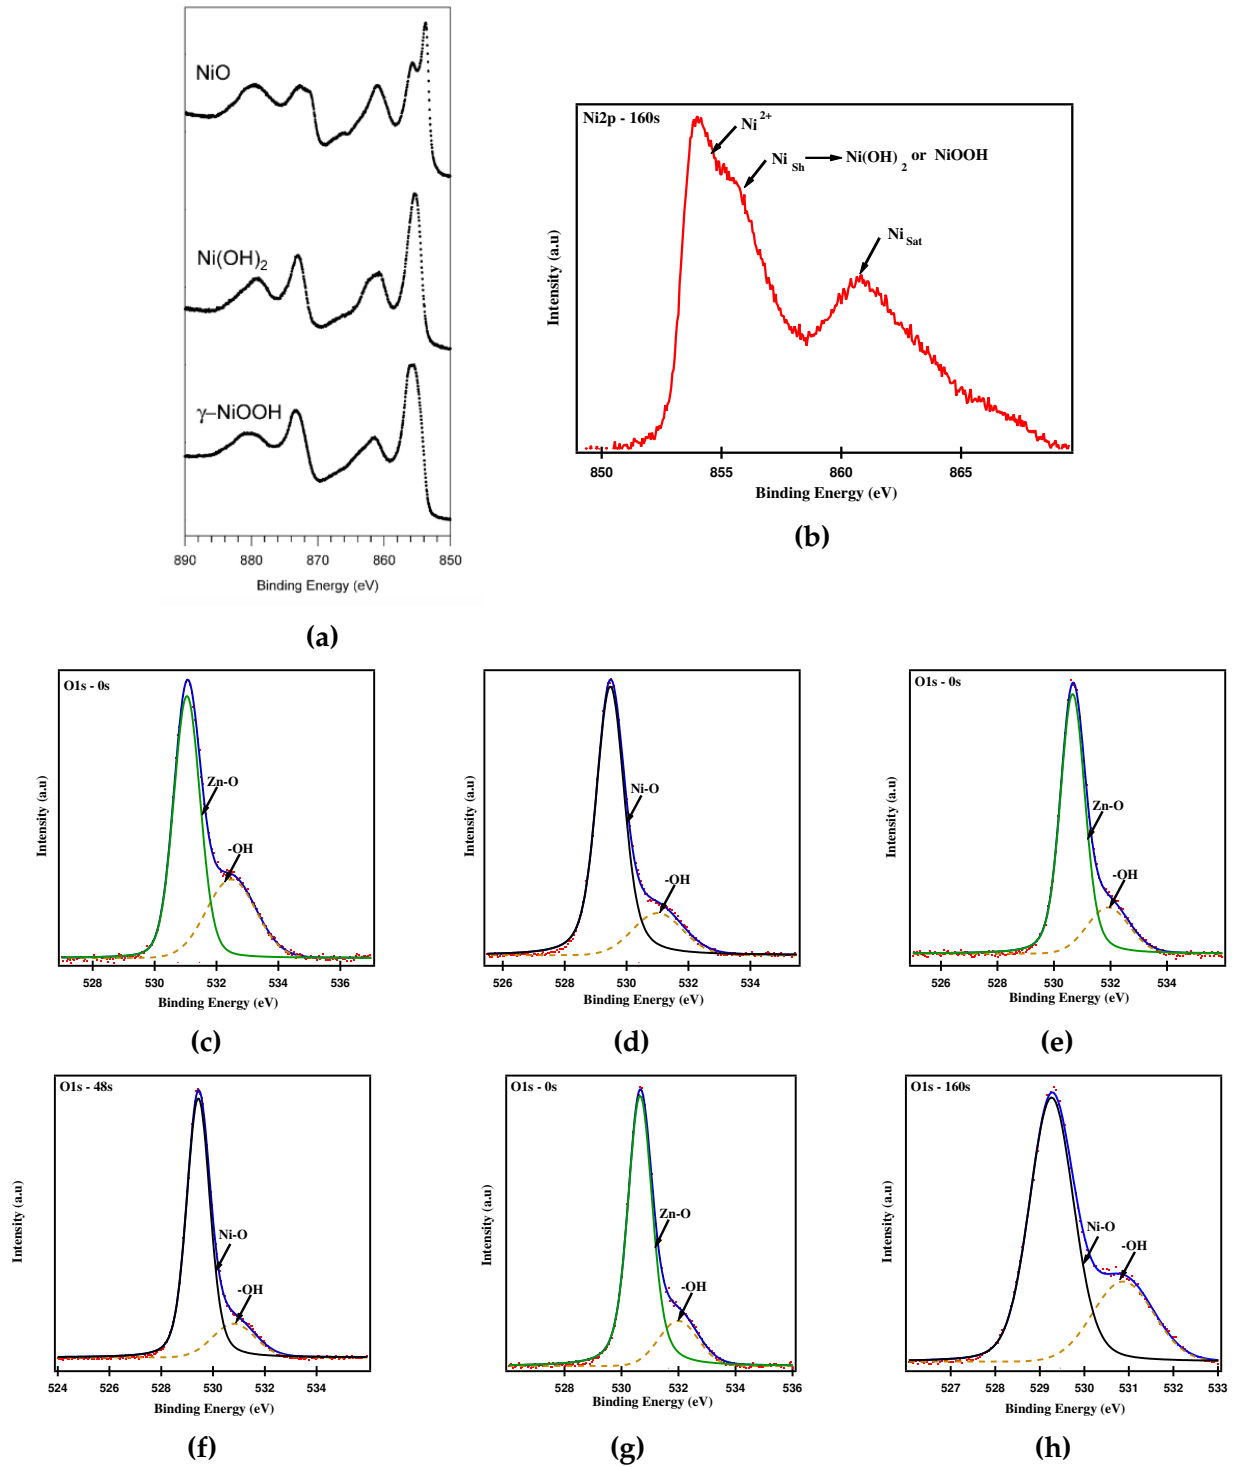 NiO
Ni(OH)2
γ–NiOOH
890 880 870 860 850
Binding Energy (eV)
(a)
Ni2p - 160s
Ni 2+
Ni Sh Ni(OH) 2 or NiOOH
Ni Sat
Intensity (a.u)
850 855 860 865
Binding Energy (eV)
(b)
O1s - 0s
Zn-O
-OH
Intensity (a.u)
528 530 532 534 536
Binding Energy (eV)
(c)
Ni-O
-OH
Intensity (a.u)
526 528 530 532 534
Binding Energy (eV)
(d)
O1s - 0s
Zn-O
-OH
Intensity (a.u)
526 528 530 532 534
Binding Energy (eV)
(e)
O1s - 48s
Ni-O
-OH
Intensity (a.u)
524 526 528 530 532 534
Binding Energy (eV)
(f)
O1s - 0s
Zn-O
-OH
Intensity (a.u)
528 530 532 534 536
Binding Energy (eV)
(g)
O1s - 160s
Ni-O
-OH
Intensity (a.u)
527 528 529 530 531 532 533
Binding Energy (eV)
(h)